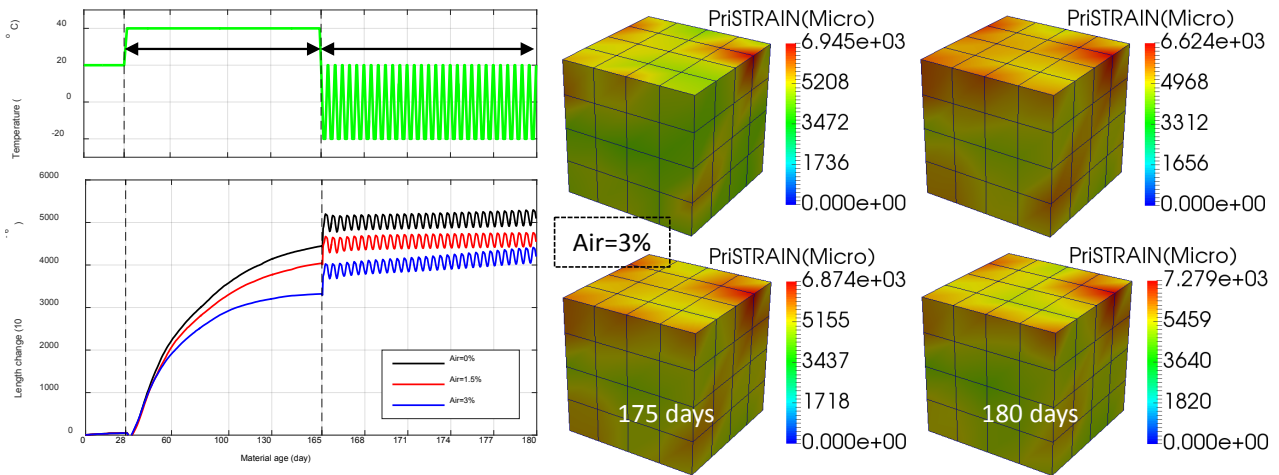 Temperature (
° C)
40
20
0
-20
Length change (10
-6
)
6000
5000
4000
3000
2000
1000
0
Air=0%
Air=1.5%
Air=3%
0 28 60 100 130 165 168 171 174 177 180
Material age (day)
PriSTRAIN(Micro)
6.945e+03
5208
3472
1736
0.000e+00
PriSTRAIN(Micro)
6.624e+03
4968
3312
1656
0.000e+00
Air=3%
PriSTRAIN(Micro)
6.874e+03
5155
3437
1718
0.000e+00
175 days
PriSTRAIN(Micro)
7.279e+03
5459
3640
1820
0.000e+00
180 days